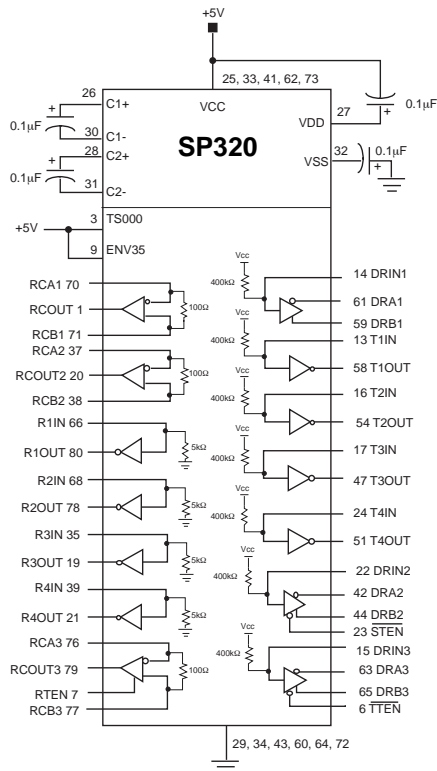 +5V
25, 33, 41, 62, 73
VCC
26
C1+
0.1µF
30
C1-
28
C2+
0.1µF
31
C2-
SP320
27
VDD
0.1µF
32
VSS
0.1µF
3
TS000
+5V
9
ENV35
RCA1 70
RCOUT 1
100Ω
RCB1 71
RCA2 37
RCOUT2 20
100Ω
RCB2 38
R1IN 66
5kΩ
R1OUT 80
R2IN 68
5kΩ
R2OUT 78
R3IN 35
5kΩ
R3OUT 19
R4IN 39
5kΩ
R4OUT 21
RCA3 76
RCOUT3 79
100Ω
RTEN 7
RCB3 77
Vcc
400kΩ
14 DRIN1
61 DRA1
59 DRB1
Vcc
400kΩ
13 T1IN
58 T1OUT
Vcc
400kΩ
16 T2IN
54 T2OUT
Vcc
400kΩ
17 T3IN
47 T3OUT
Vcc
400kΩ
24 T4IN
51 T4OUT
Vcc
400kΩ
22 DRIN2
42 DRA2
44 DRB2
23 STEN
Vcc
400kΩ
15 DRIN3
63 DRA3
65 DRB3
6 TTEN
29, 34, 43, 60, 64, 72